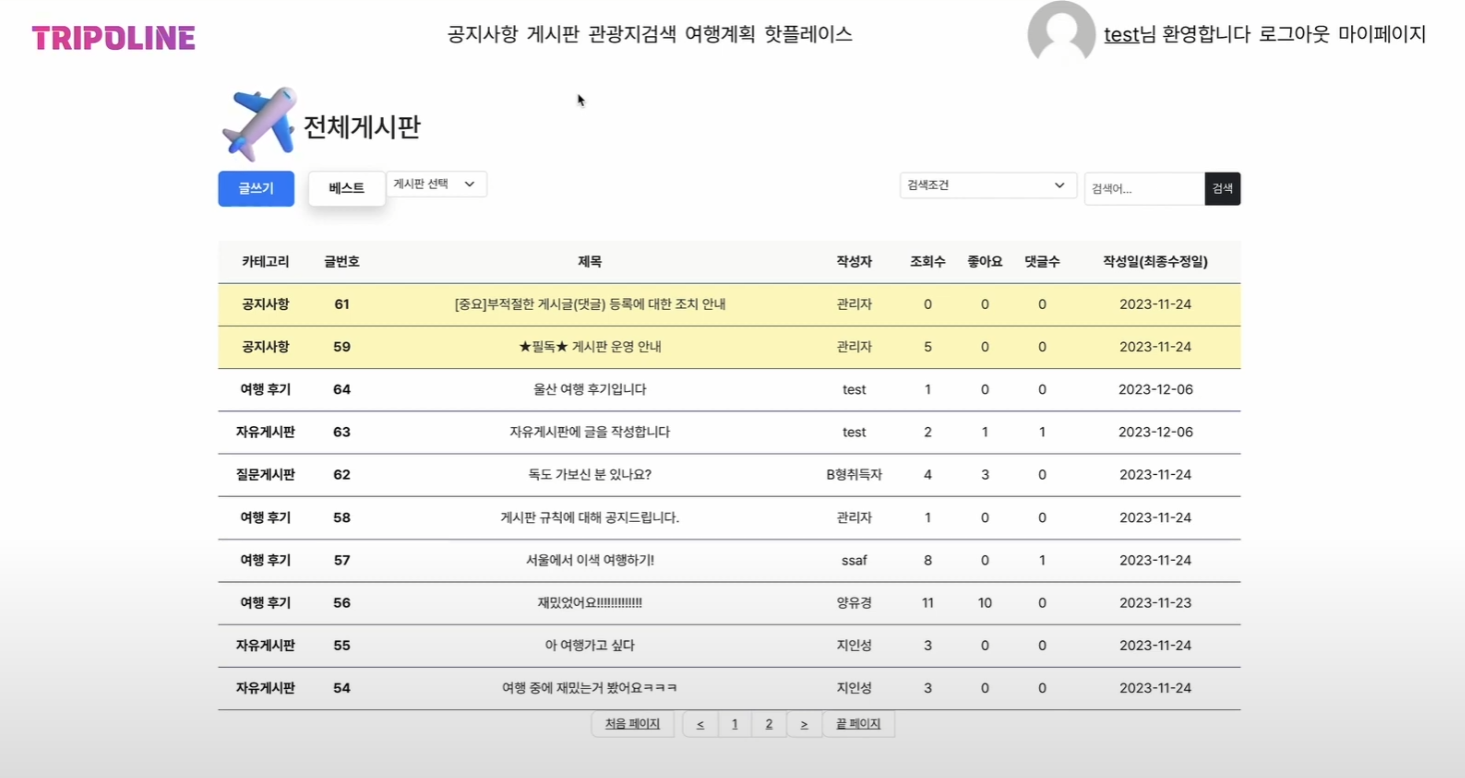 TRIPOLINE 공지사항 게시판 관광지검색 여행계획 핫플레이스 test님 환영합니다 로그아웃 마이페이지
전체게시판
글쓰기 베스트 게시판 선택 검색조건 검색어... 검색
카테고리 글번호 제목 작성자 조회수 좋아요 댓글수 작성일(최종수정일)
공지사항 61 [중요]부적절한 게시글(댓글) 등록에 대한 조치 안내 관리자 0 0 0 2023-11-24
공지사항 59 ★필독★ 게시판 운영 안내 관리자 5 0 0 2023-11-24
여행 후기 64 울산 여행 후기입니다 test 1 0 0 2023-12-06
자유게시판 63 자유게시판에 글을 작성합니다 test 2 1 1 2023-12-06
질문게시판 62 독도 가보신 분 있나요? B형취득자 4 3 0 2023-11-24
여행 후기 58 게시판 규칙에 대해 공지드립니다. 관리자 1 0 0 2023-11-24
여행 후기 57 서울에서 이색 여행하기! ssaf 8 0 1 2023-11-24
여행 후기 56 재밌었어요!!!!!!!!!!!!! 양유경 11 10 0 2023-11-23
자유게시판 55 아 여행가고 싶다 지인성 3 0 0 2023-11-24
자유게시판 54 여행 중에 재밌는거 봤어요ㅋㅋㅋ 지인성 3 0 0 2023-11-24
처음 페이지 < 1 2 > 끝 페이지